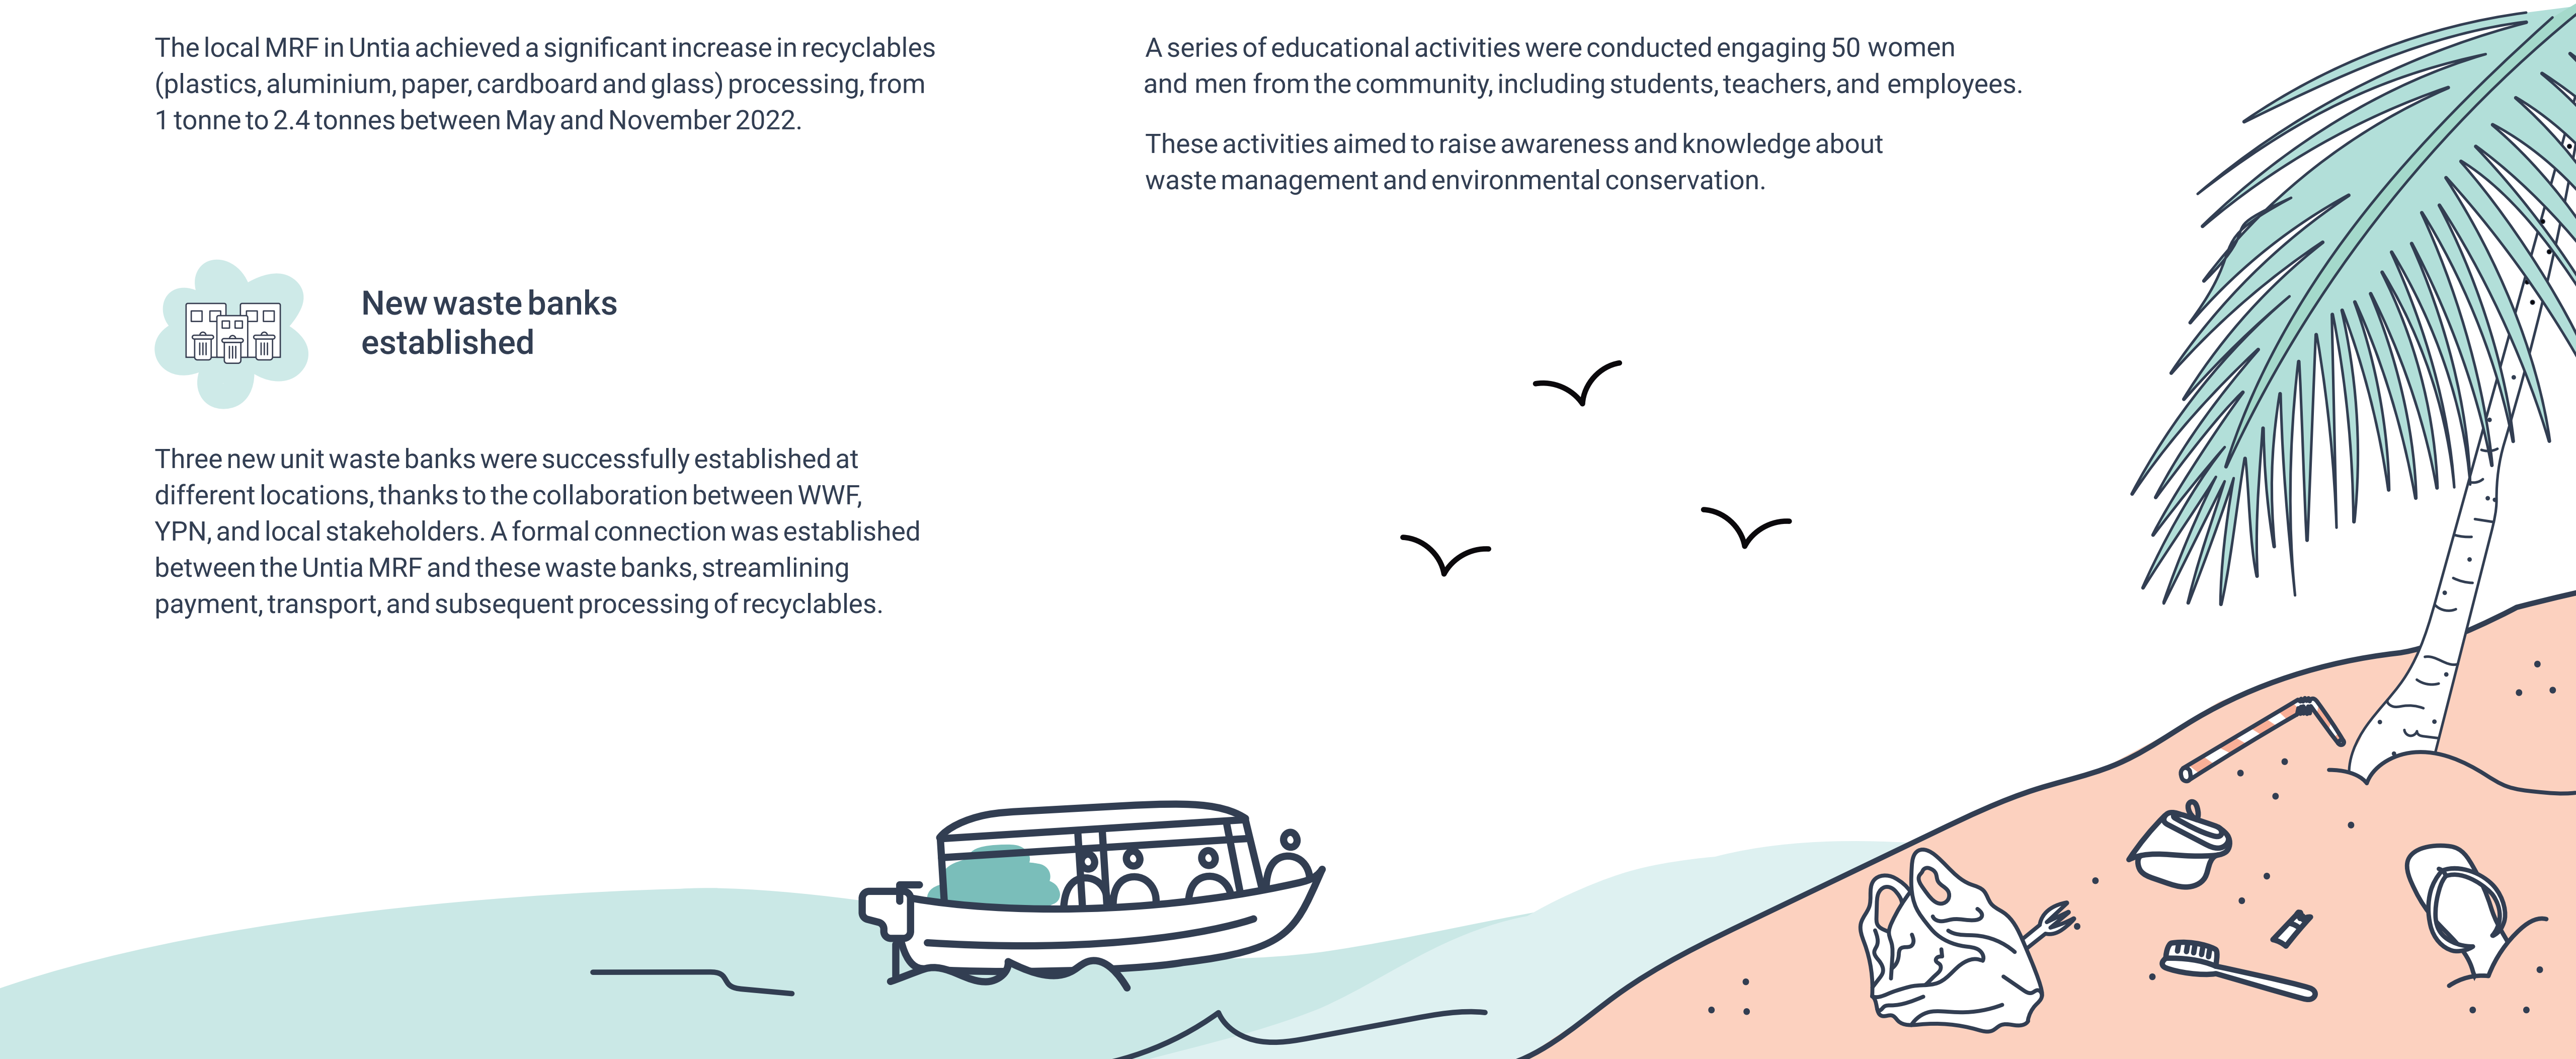 The local MRF in Untia achieved a significant increase in recyclables
(plastics, aluminium, paper, cardboard and glass) processing, from
1 tonne to 2.4 tonnes between May and November 2022.
New waste banks
established
Three new unit waste banks were successfully established at
different locations, thanks to the collaboration between WWF,
YPN, and local stakeholders. A formal connection was established
between the Untia MRF and these waste banks, streamlining
payment, transport, and subsequent processing of recyclables.
A series of educational activities were conducted engaging 50 women
and men from the community, including students, teachers, and employees.
These activities aimed to raise awareness and knowledge about
waste management and environmental conservation.